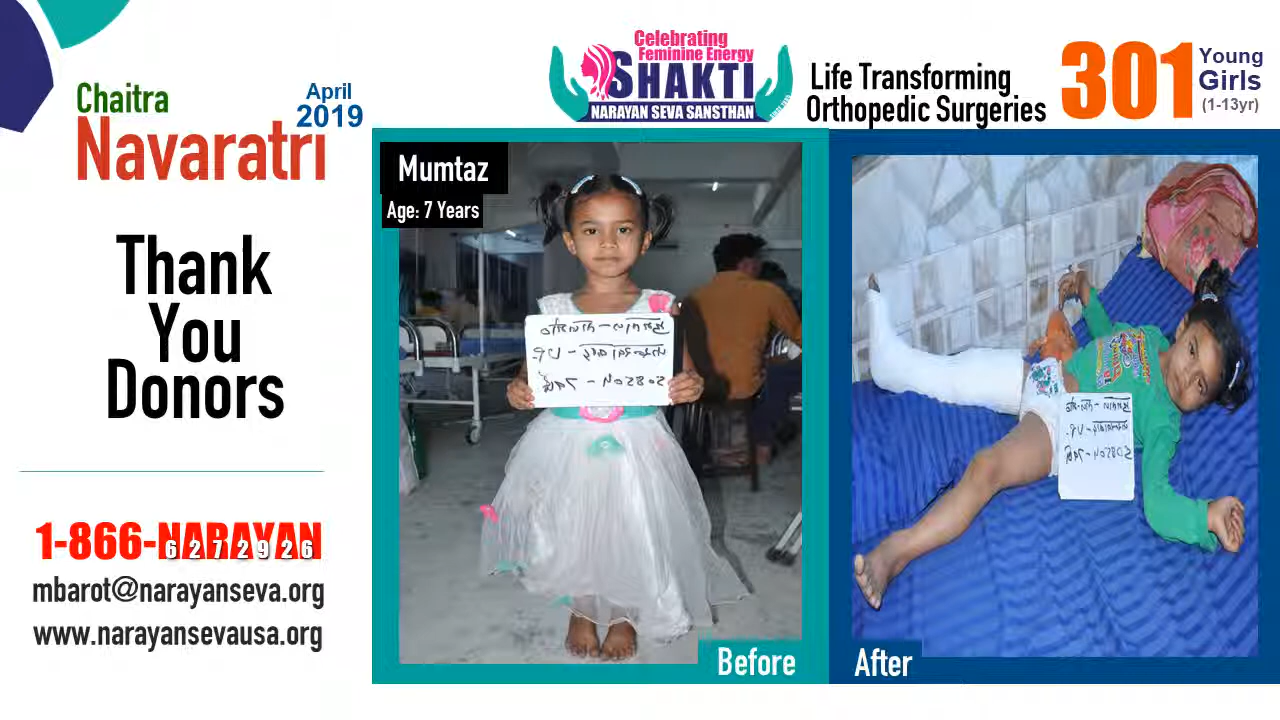 Chaitra
Navaratri
April
2019
Thank
You
Donors
1-866-NARAYAN
6272926
mbarot@narayanseva.org
www.narayansevausa.org
Celebrating
Feminine Energy
SHAKTI
NARAYAN SEVA SANSTHAN
Life Transforming
Orthopedic Surgeries
301
Young
Girls
(1-13yr)
Mumtaz
Age: 7 Years
Before
After